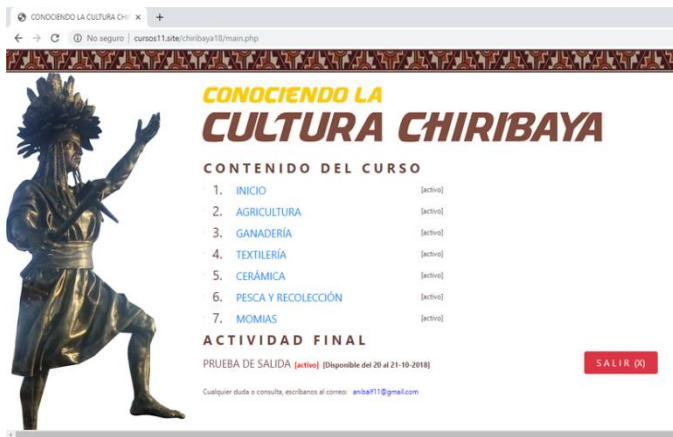 CONOCIENDO LA CULTURA CHI
No seguro | cursos11.site/chiribaya18/main.php
CONOCIENDO LA
CULTURA CHIRIBAYA
CONTENIDO DEL CURSO
1. INICIO [activo]
2. AGRICULTURA [activo]
3. GANADERÍA [activo]
4. TEXTILERÍA [activo]
5. CERÁMICA [activo]
6. PESCA Y RECOLECCIÓN [activo]
7. MOMIAS [activo]
ACTIVIDAD FINAL
PRUEBA DE SALIDA [activo] [Disponible del 20 al 21-10-2018]
SALIR (X)
Cualquier duda o consulta, escríbanos al correo: